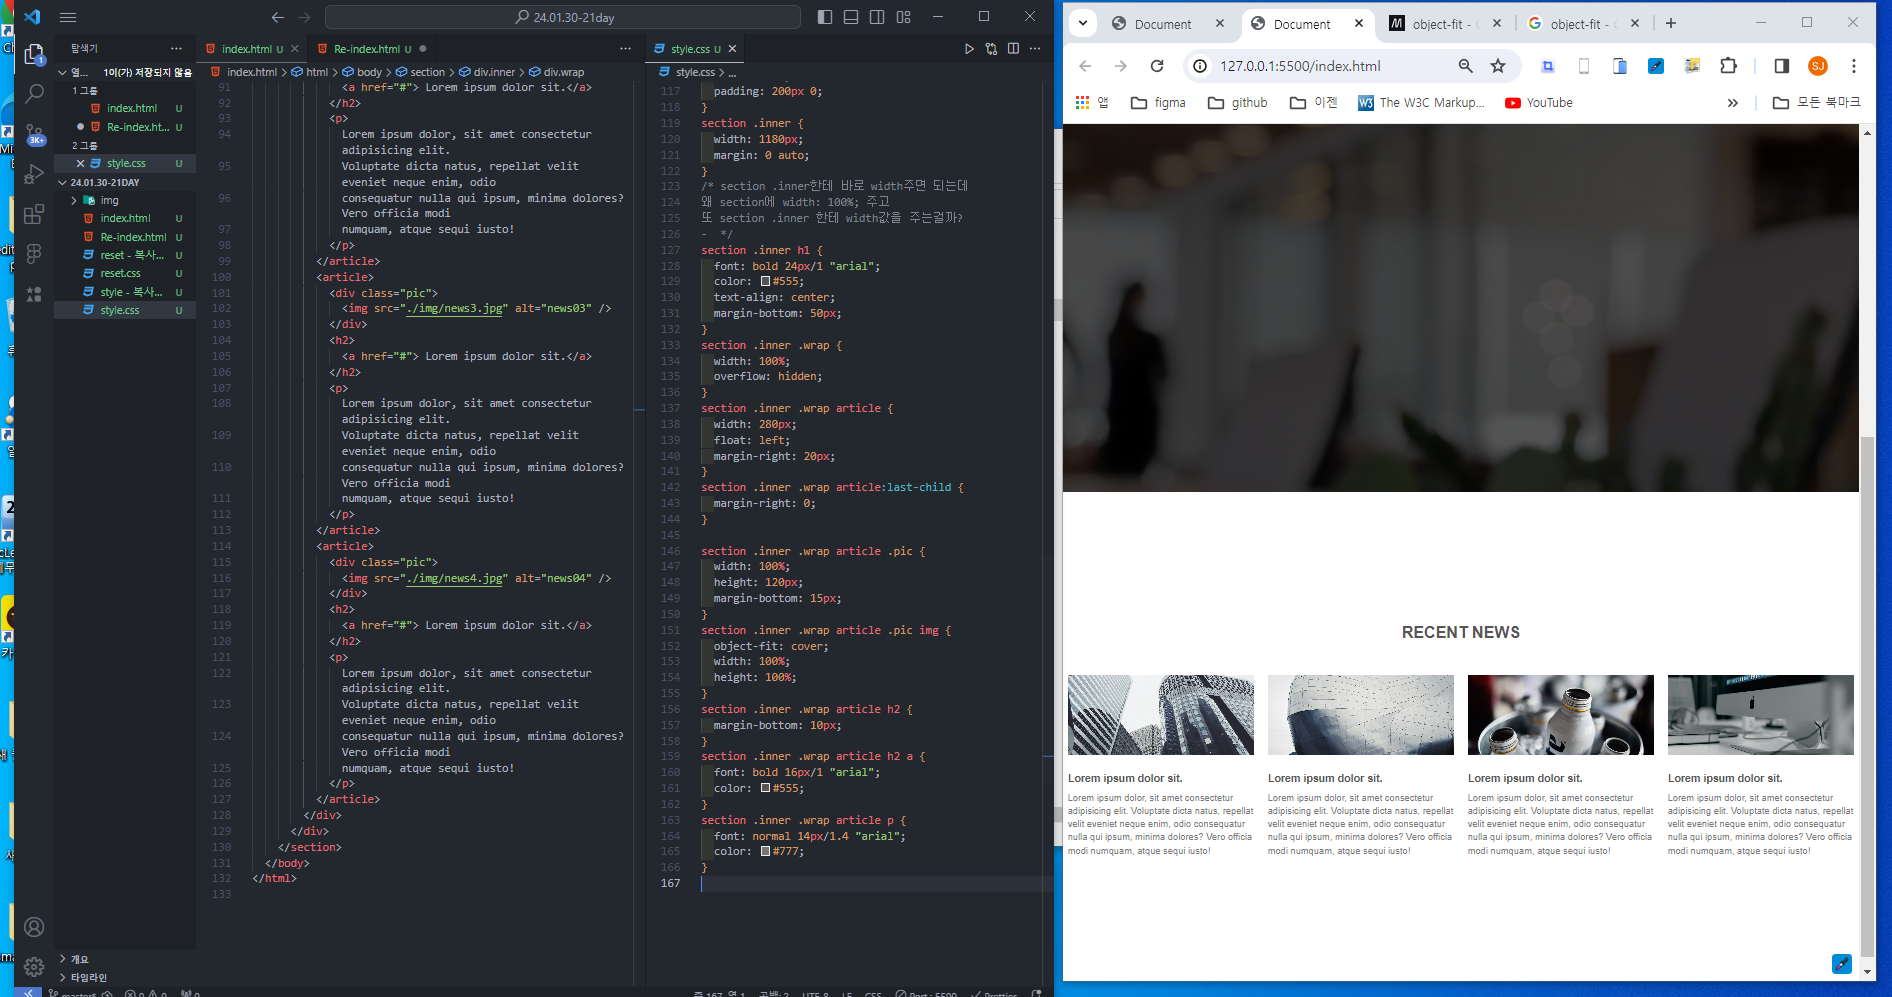 24.01.30-21day
탐색기
열... 1이(가) 저장되지 않음
1 그룹
index.html U
Re-index.ht... U
2 그룹
style.css U
24.01.30-21DAY
img
index.html U
Re-index.html U
reset - 복사... U
reset.css U
style - 복사... U
style.css U
개요
타임라인
3K+
index.html U
Re-index.html U
index.html > html > body > section > div.inner > div.wrap
91 <a href="#"> Lorem ipsum dolor sit.</a>
92 </h2>
93 <p>
94 Lorem ipsum dolor, sit amet consectetur
adipisicing elit.
95 Voluptate dicta natus, repellat velit
eveniet neque enim, odio
96 consequatur nulla qui ipsum, minima dolores?
Vero officia modi
97 numquam, atque sequi iusto!
98 </p>
99 </article>
100 <article>
101 <div class="pic">
102 <img src="./img/news3.jpg" alt="news03" />
103 </div>
104 <h2>
105 <a href="#"> Lorem ipsum dolor sit.</a>
106 </h2>
107 <p>
108 Lorem ipsum dolor, sit amet consectetur
adipisicing elit.
109 Voluptate dicta natus, repellat velit
eveniet neque enim, odio
110 consequatur nulla qui ipsum, minima dolores?
Vero officia modi
111 numquam, atque sequi iusto!
112 </p>
113 </article>
114 <article>
115 <div class="pic">
116 <img src="./img/news4.jpg" alt="news04" />
117 </div>
118 <h2>
119 <a href="#"> Lorem ipsum dolor sit.</a>
120 </h2>
121 <p>
122 Lorem ipsum dolor, sit amet consectetur
adipisicing elit.
123 Voluptate dicta natus, repellat velit
eveniet neque enim, odio
124 consequatur nulla qui ipsum, minima dolores?
Vero officia modi
125 numquam, atque sequi iusto!
126 </p>
127 </article>
128 </div>
129 </div>
130 </section>
131 </body>
132 </html>
133
style.css U
style.css > ...
117 padding: 200px 0;
118 }
119 section .inner {
120 width: 1180px;
121 margin: 0 auto;
122 }
123 /* section .inner한테 바로 width주면 되는데
124 왜 section에 width: 100%; 주고
125 또 section .inner 한테 width값을 주는걸까?
126 - */
127 section .inner h1 {
128 font: bold 24px/1 "arial";
129 color: #555;
130 text-align: center;
131 margin-bottom: 50px;
132 }
133 section .inner .wrap {
134 width: 100%;
135 overflow: hidden;
136 }
137 section .inner .wrap article {
138 width: 280px;
139 float: left;
140 margin-right: 20px;
141 }
142 section .inner .wrap article:last-child {
143 margin-right: 0;
144 }
145
146 section .inner .wrap article .pic {
147 width: 100%;
148 height: 120px;
149 margin-bottom: 15px;
150 }
151 section .inner .wrap article .pic img {
152 object-fit: cover;
153 width: 100%;
154 height: 100%;
155 }
156 section .inner .wrap article h2 {
157 margin-bottom: 10px;
158 }
159 section .inner .wrap article h2 a {
160 font: bold 16px/1 "arial";
161 color: #555;
162 }
163 section .inner .wrap article p {
164 font: normal 14px/1.4 "arial";
165 color: #777;
166 }
167
줄 167, 열 1 공백: 2 UTF-8 LF CSS Port : 5500 Prettier
Document
Document
object-fit - 
object-fit - 
127.0.0.1:5500/index.html
SJ
앱 figma github 이젠 The W3C Markup... YouTube 모든 북마크
RECENT NEWS
Lorem ipsum dolor sit.
Lorem ipsum dolor, sit amet consectetur
adipisicing elit. Voluptate dicta natus, repellat
velit eveniet neque enim, odio consequatur
nulla qui ipsum, minima dolores? Vero officia
modi numquam, atque sequi iusto!
Lorem ipsum dolor sit.
Lorem ipsum dolor, sit amet consectetur
adipisicing elit. Voluptate dicta natus, repellat
velit eveniet neque enim, odio consequatur
nulla qui ipsum, minima dolores? Vero officia
modi numquam, atque sequi iusto!
Lorem ipsum dolor sit.
Lorem ipsum dolor, sit amet consectetur
adipisicing elit. Voluptate dicta natus, repellat
velit eveniet neque enim, odio consequatur
nulla qui ipsum, minima dolores? Vero officia
modi numquam, atque sequi iusto!
Lorem ipsum dolor sit.
Lorem ipsum dolor, sit amet consectetur
adipisicing elit. Voluptate dicta natus, repellat
velit eveniet neque enim, odio consequatur
nulla qui ipsum, minima dolores? Vero officia
modi numquam, atque sequi iusto!